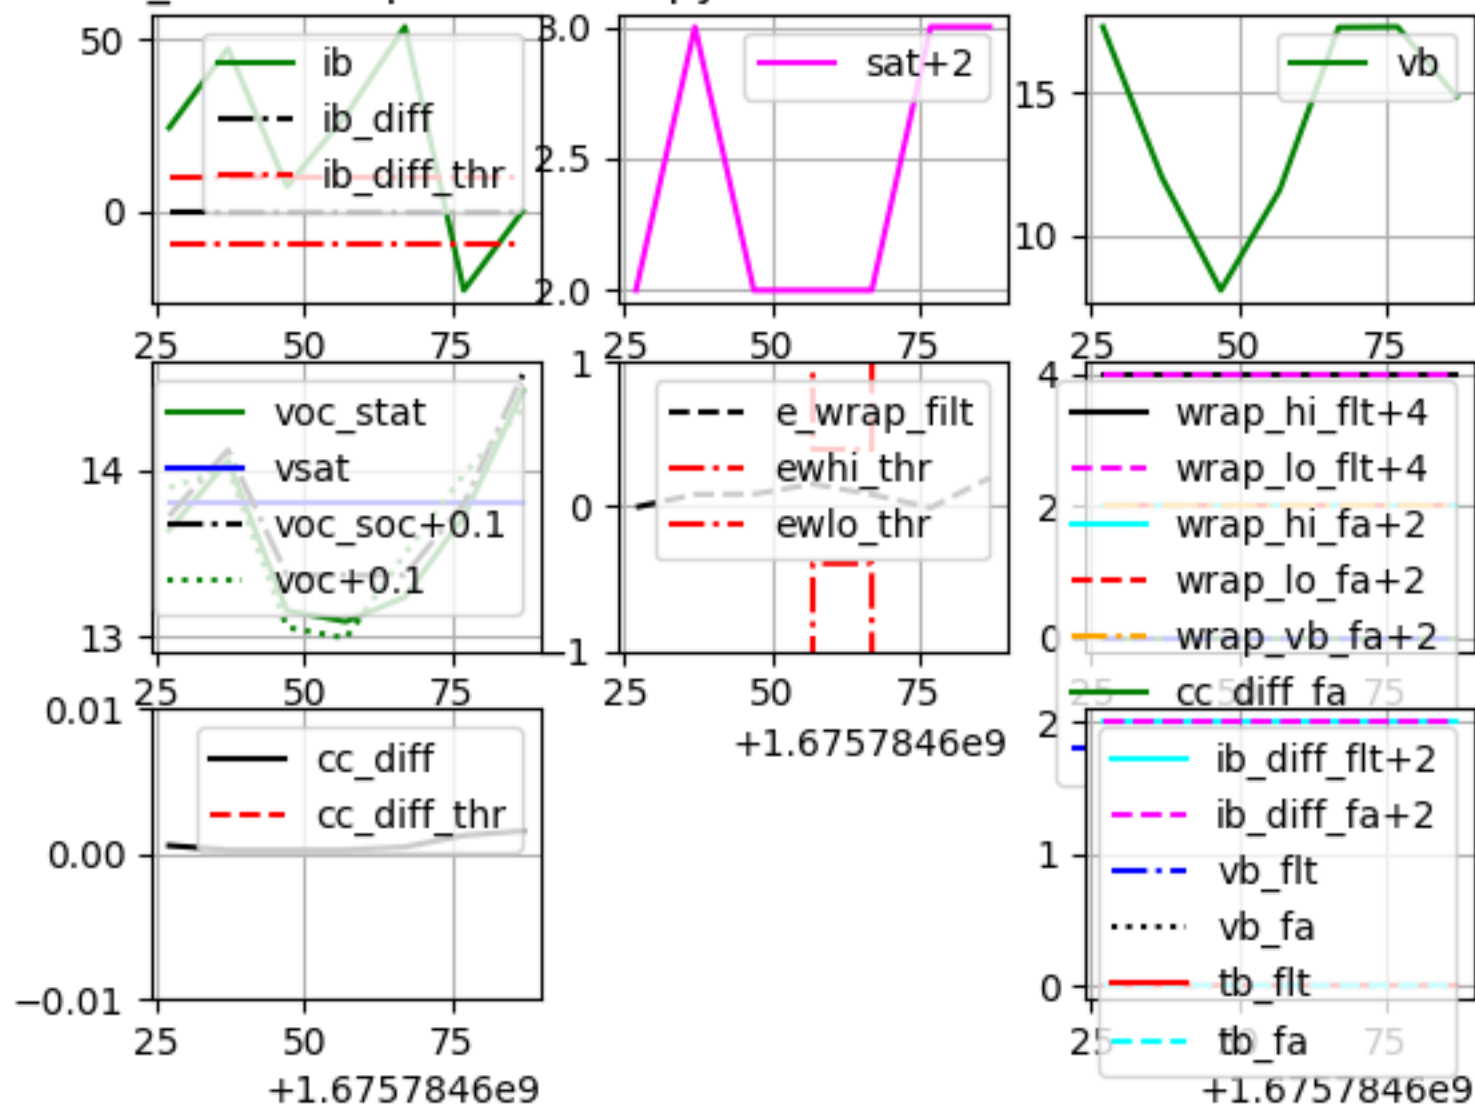 50
0
ib
ib_diff
ib_diff_thr
25
50
75
3.0
2.5
2.0
sat+2
25
50
75
15
10
vb
25
50
75
14
13
voc_stat
vsat
voc_soc+0.1
voc+0.1
25
50
75
1
0
−1
e_wrap_filt
ewhi_thr
ewlo_thr
25
50
75
+1.6757846e9
4
2
0
wrap_hi_flt+4
wrap_lo_flt+4
wrap_hi_fa+2
wrap_lo_fa+2
wrap_vb_fa+2
cc_diff_fa
25
75
0.01
0.00
−0.01
cc_diff
cc_diff_thr
25
50
75
+1.6757846e9
2
1
0
ib_diff_flt+2
ib_diff_fa+2
vb_flt
vb_fa
tb_flt
tb_fa
25
75
+1.6757846e9